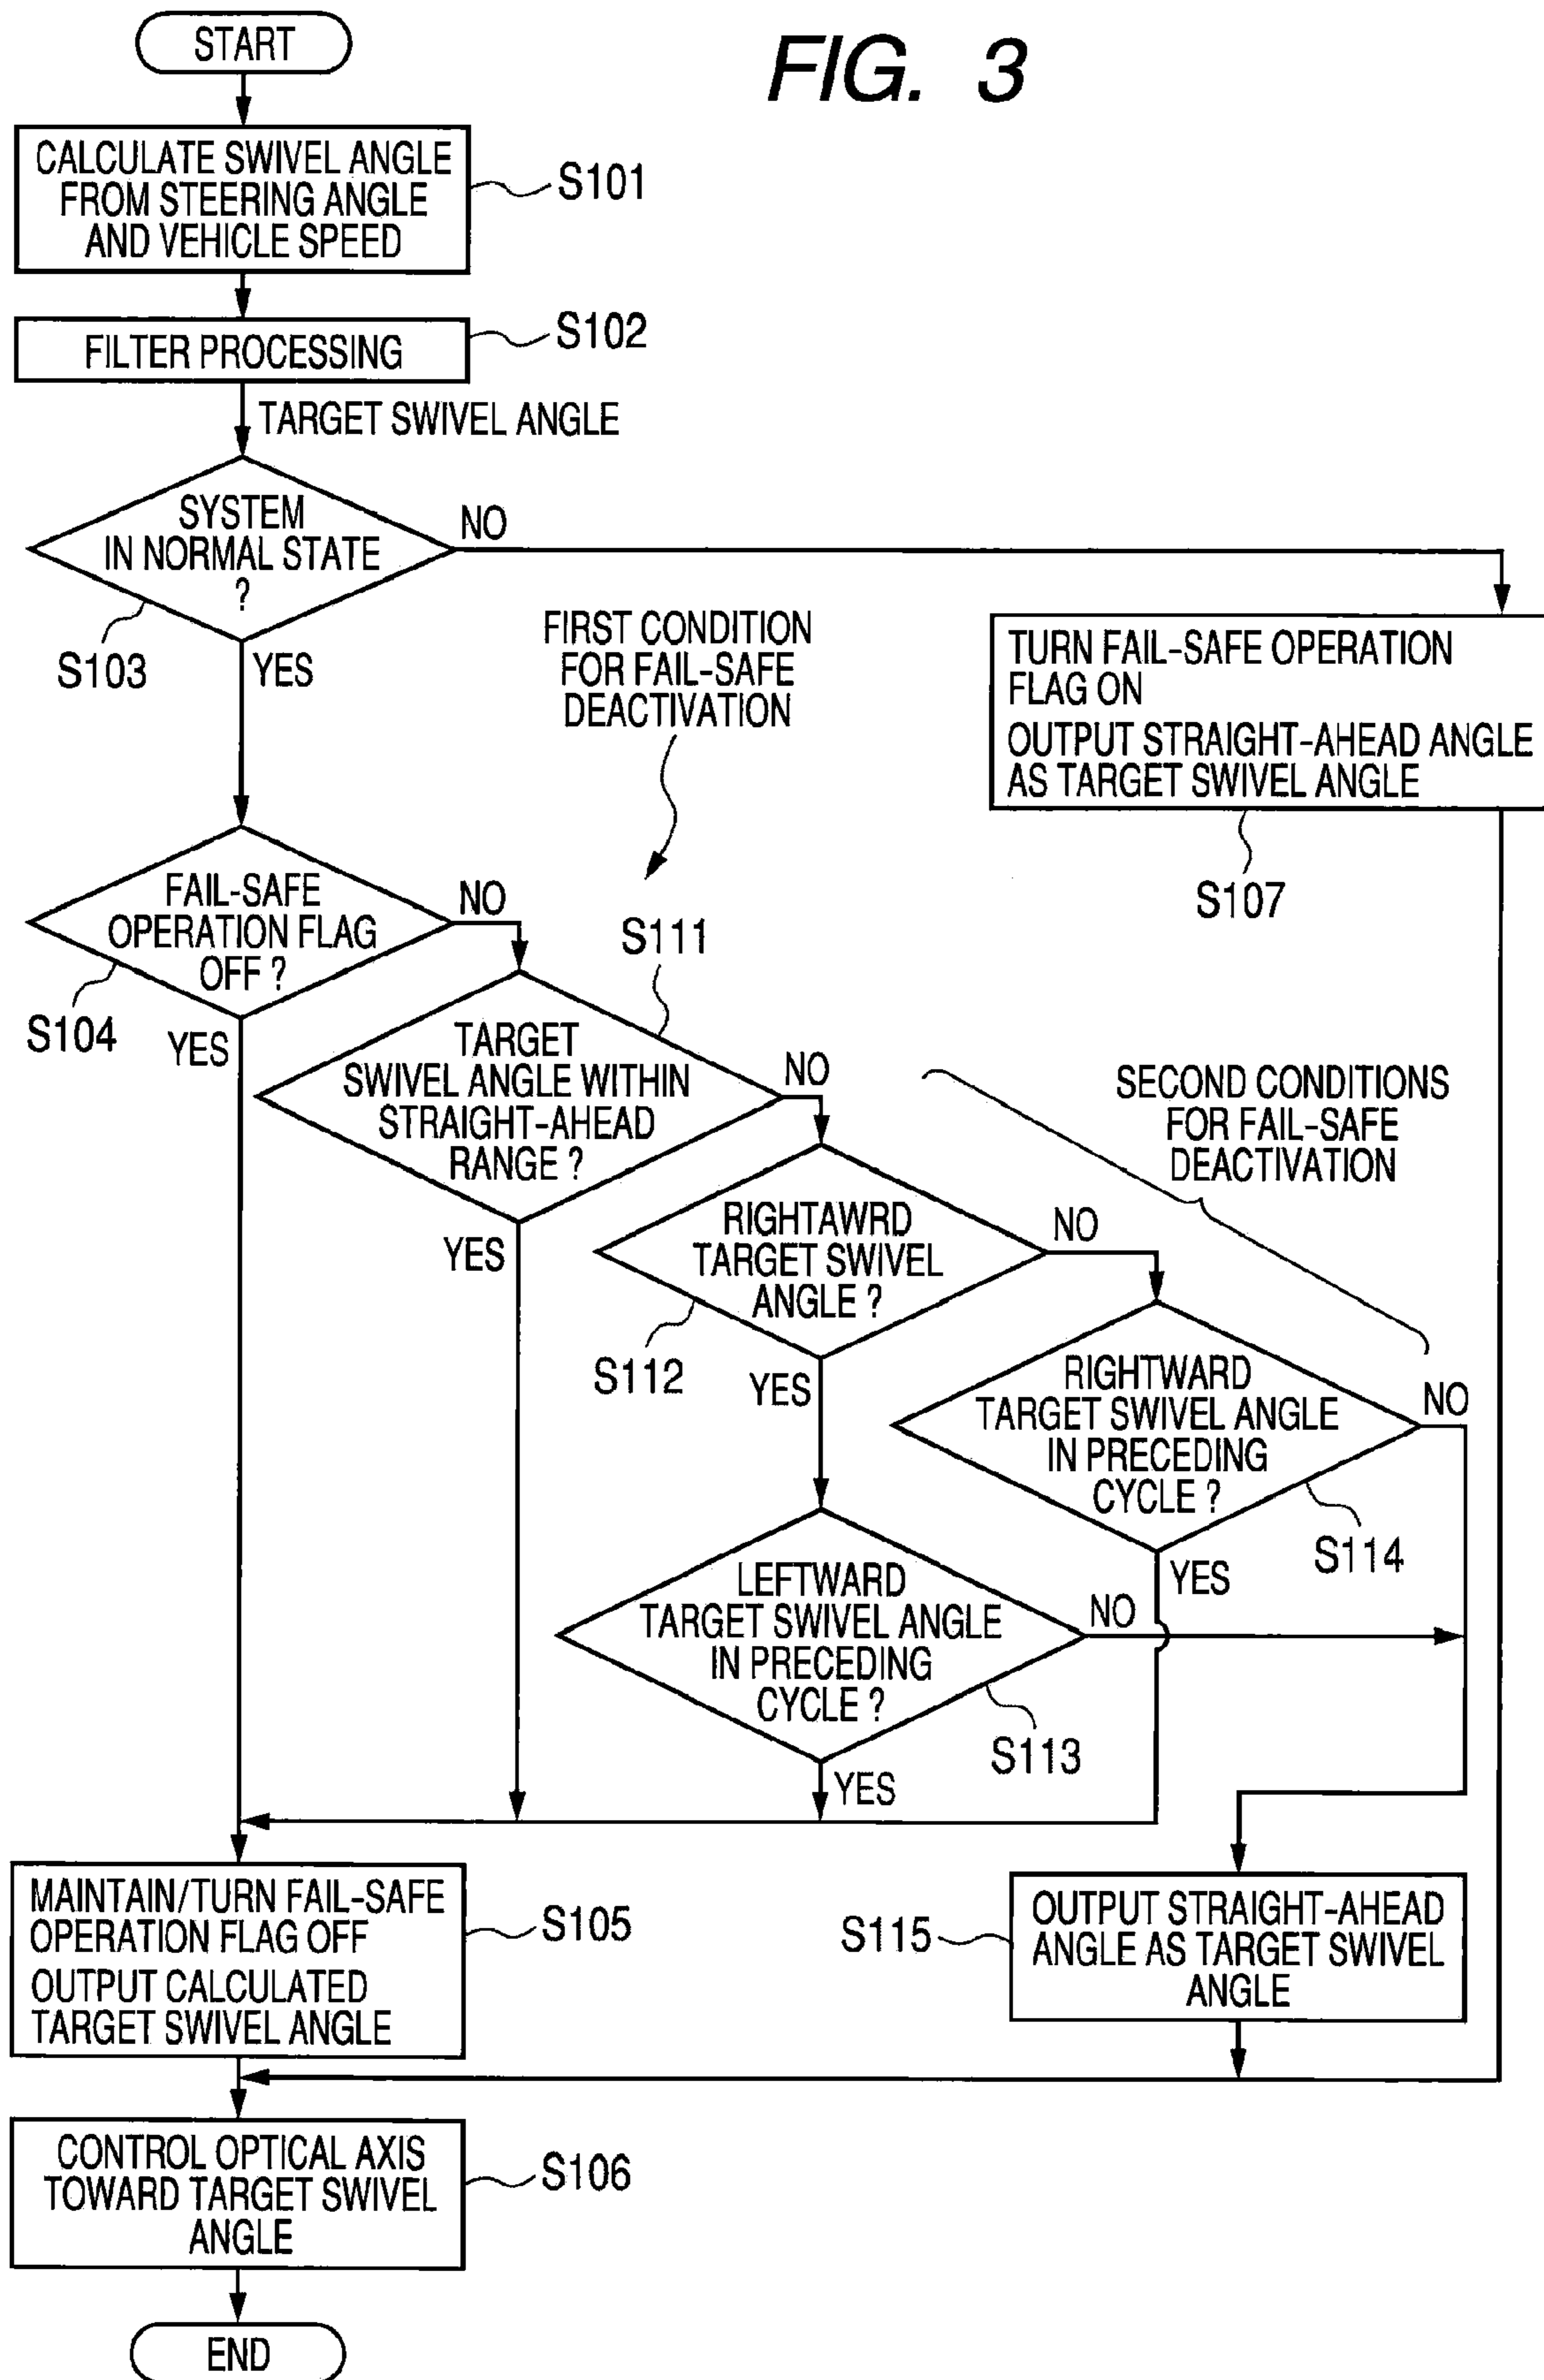 FIG. 3
START
CALCULATE SWIVEL ANGLE
FROM STEERING ANGLE
AND VEHICLE SPEED
S101
FILTER PROCESSING
S102
TARGET SWIVEL ANGLE
SYSTEM
IN NORMAL STATE
?
NO
S103
YES
FIRST CONDITION
FOR FAIL-SAFE
DEACTIVATION
TURN FAIL-SAFE OPERATION
FLAG ON
OUTPUT STRAIGHT-AHEAD ANGLE
AS TARGET SWIVEL ANGLE
S107
FAIL-SAFE
OPERATION FLAG
OFF ?
NO
S104
YES
S111
TARGET
SWIVEL ANGLE WITHIN
STRAIGHT-AHEAD
RANGE ?
NO
YES
SECOND CONDITIONS
FOR FAIL-SAFE
DEACTIVATION
RIGHTAWRD
TARGET SWIVEL
ANGLE ?
NO
S112
YES
RIGHTWARD
TARGET SWIVEL ANGLE
IN PRECEDING
CYCLE ?
NO
S114
YES
LEFTWARD
TARGET SWIVEL ANGLE
IN PRECEDING
CYCLE ?
NO
S113
YES
MAINTAIN/TURN FAIL-SAFE
OPERATION FLAG OFF
OUTPUT CALCULATED
TARGET SWIVEL ANGLE
S105
S115
OUTPUT STRAIGHT-AHEAD
ANGLE AS TARGET SWIVEL
ANGLE
CONTROL OPTICAL AXIS
TOWARD TARGET SWIVEL
ANGLE
S106
END